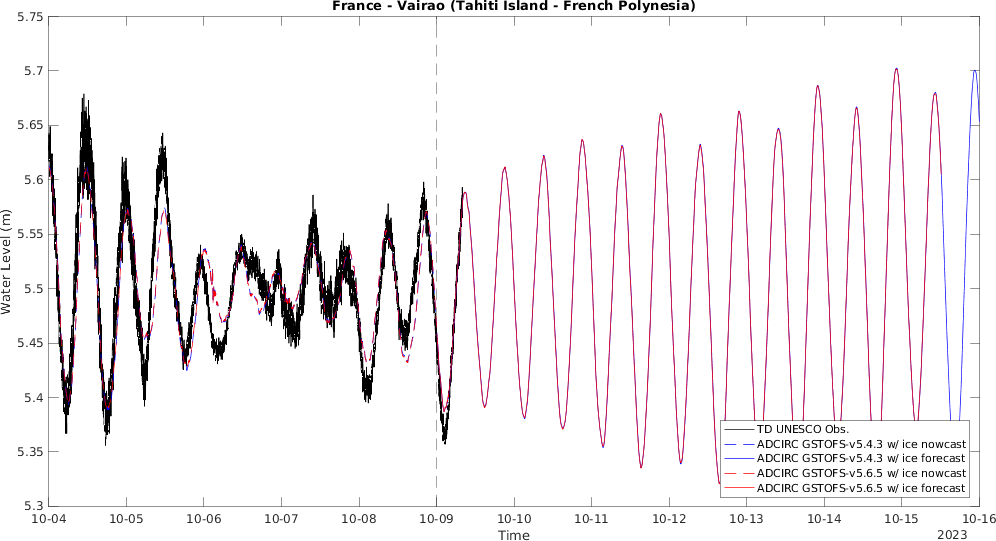 France - Vairao (Tahiti Island - French Polynesia)
5.75
5.7
5.65
5.6
5.55
5.5
5.45
5.4
5.35
5.3
Water Level (m)
TD UNESCO Obs.
ADCIRC GSTOFS-v5.4.3 w/ ice nowcast
ADCIRC GSTOFS-v5.4.3 w/ ice forecast
ADCIRC GSTOFS-v5.6.5 w/ ice nowcast
ADCIRC GSTOFS-v5.6.5 w/ ice forecast
10-04 10-05 10-06 10-07 10-08 10-09 10-10 10-11 10-12 10-13 10-14 10-15 10-16
Time
2023